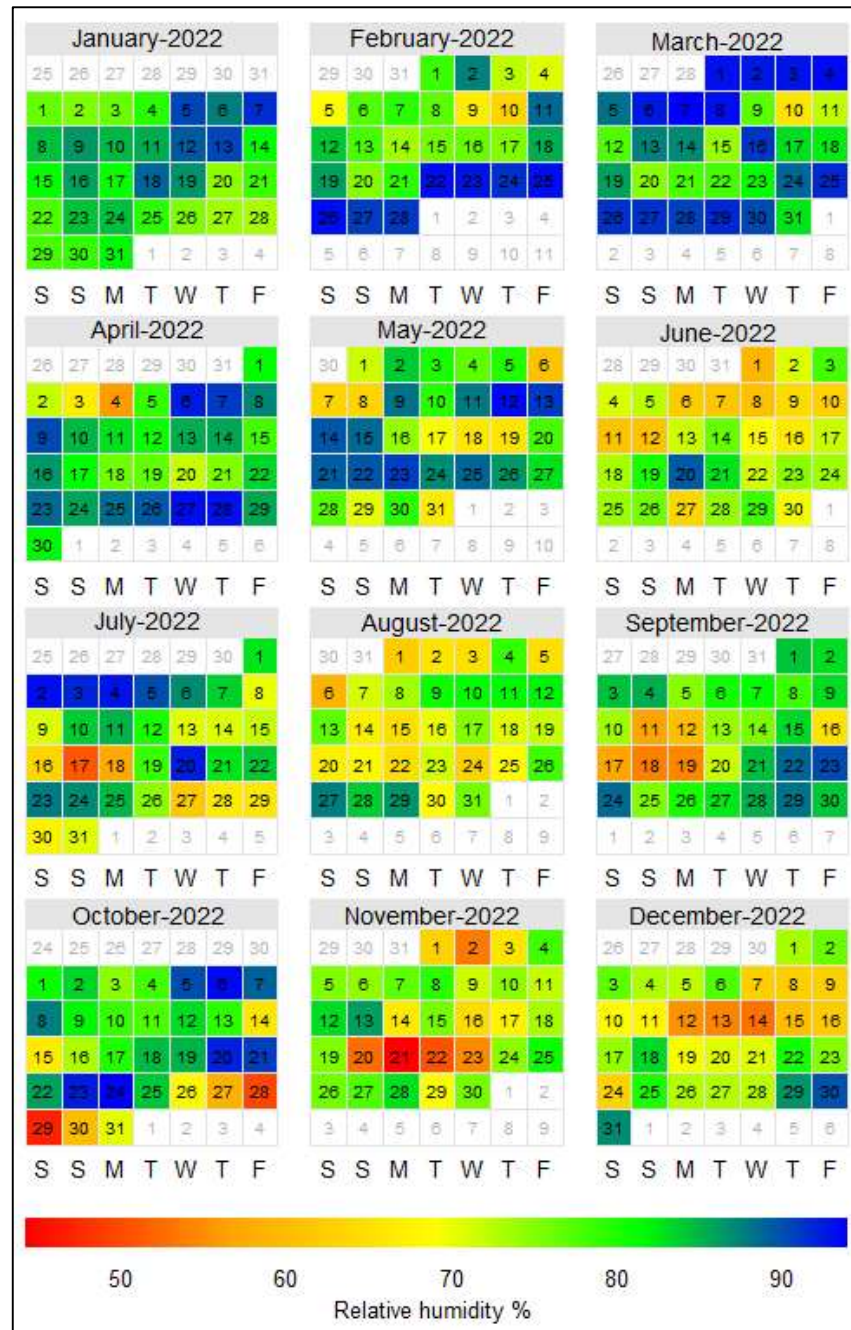 January-2022
25 26 27 28 29 30 31
1 2 3 4 5 6 7
8 9 10 11 12 13 14
15 16 17 18 19 20 21
22 23 24 25 26 27 28
29 30 31 1 2 3 4
S S M T W T F
February-2022
29 30 31 1 2 3 4
5 6 7 8 9 10 11
12 13 14 15 16 17 18
19 20 21 22 23 24 25
26 27 28 1 2 3 4
5 6 7 8 9 10 11
S S M T W T F
March-2022
26 27 28 1 2 3 4
5 6 7 8 9 10 11
12 13 14 15 16 17 18
19 20 21 22 23 24 25
26 27 28 29 30 31 1
2 3 4 5 6 7 8
S S M T W T F
April-2022
26 27 28 29 30 31 1
2 3 4 5 6 7 8
9 10 11 12 13 14 15
16 17 18 19 20 21 22
23 24 25 26 27 28 29
30 1 2 3 4 5 6
S S M T W T F
May-2022
30 1 2 3 4 5 6
7 8 9 10 11 12 13
14 15 16 17 18 19 20
21 22 23 24 25 26 27
28 29 30 31 1 2 3
4 5 6 7 8 9 10
S S M T W T F
June-2022
28 29 30 31 1 2 3
4 5 6 7 8 9 10
11 12 13 14 15 16 17
18 19 20 21 22 23 24
25 26 27 28 29 30 1
2 3 4 5 6 7 8
S S M T W T F
July-2022
25 26 27 28 29 30 1
2 3 4 5 6 7 8
9 10 11 12 13 14 15
16 17 18 19 20 21 22
23 24 25 26 27 28 29
30 31 1 2 3 4 5
S S M T W T F
August-2022
30 31 1 2 3 4 5
6 7 8 9 10 11 12
13 14 15 16 17 18 19
20 21 22 23 24 25 26
27 28 29 30 31 1 2
3 4 5 6 7 8 9
S S M T W T F
September-2022
27 28 29 30 31 1 2
3 4 5 6 7 8 9
10 11 12 13 14 15 16
17 18 19 20 21 22 23
24 25 26 27 28 29 30
1 2 3 4 5 6 7
S S M T W T F
October-2022
24 25 26 27 28 29 30
1 2 3 4 5 6 7
8 9 10 11 12 13 14
15 16 17 18 19 20 21
22 23 24 25 26 27 28
29 30 31 1 2 3 4
S S M T W T F
November-2022
29 30 31 1 2 3 4
5 6 7 8 9 10 11
12 13 14 15 16 17 18
19 20 21 22 23 24 25
26 27 28 29 30 1 2
3 4 5 6 7 8 9
S S M T W T F
December-2022
26 27 28 29 30 1 2
3 4 5 6 7 8 9
10 11 12 13 14 15 16
17 18 19 20 21 22 23
24 25 26 27 28 29 30
31 1 2 3 4 5 6
S S M T W T F
50 60 70 80 90
Relative humidity %